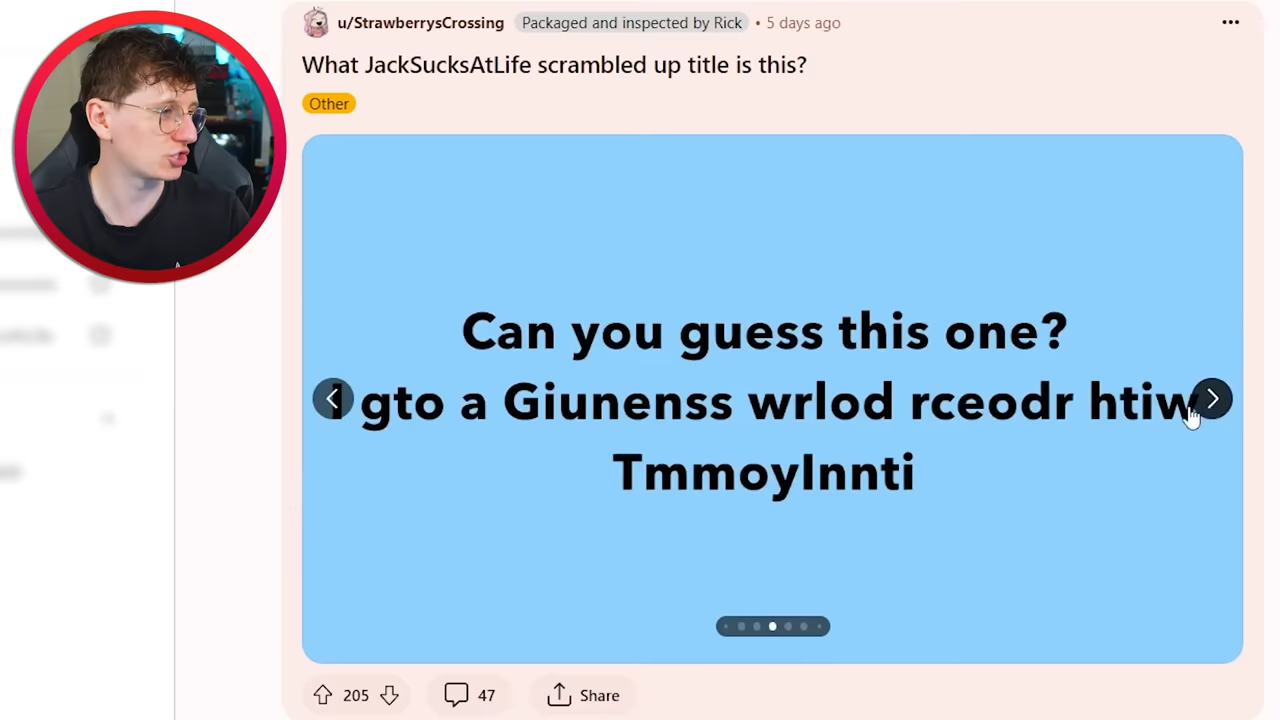 u/StrawberrysCrossing Packaged and inspected by Rick • 5 days ago
What JackSucksAtLife scrambled up title is this?
Other
Can you guess this one?
I gto a Giunenss wrlod rceodr htiw
TmmoyInnti
205 47 Share